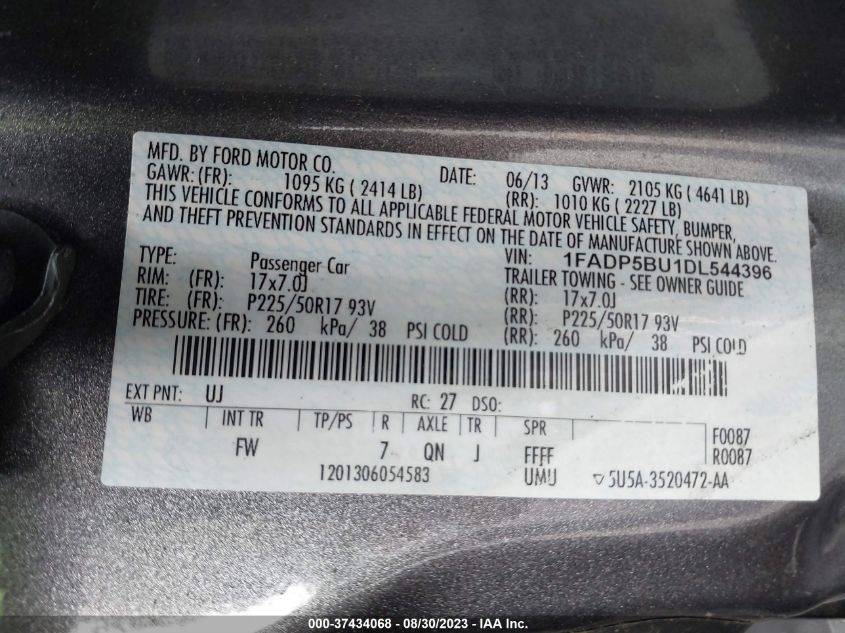 MFD. BY FORD MOTOR CO. DATE: 06/13 GVWR: 2105 KG ( 4641 LB)
GAWR: (FR): 1095 KG ( 2414 LB) (RR): 1010 KG ( 2227 LB)
THIS VEHICLE CONFORMS TO ALL APPLICABLE FEDERAL MOTOR VEHICLE SAFETY, BUMPER,
AND THEFT PREVENTION STANDARDS IN EFFECT ON THE DATE OF MANUFACTURE SHOWN ABOVE.
VIN: 1FADP5BU1DL544396
TYPE: Passenger Car TRAILER TOWING - SEE OWNER GUIDE
RIM: (FR): 17x7.0J (RR): 17x7.0J
TIRE: (FR): P225/50R17 93V (RR): P225/50R17 93V
PRESSURE: (FR): 260 kPa/ 38 PSI COLD (RR): 260 kPa/ 38 PSI COLD
EXT PNT: UJ RC: 27 DSO:
WB INT TR TP/PS R AXLE TR SPR F0087
FW 7 QN J FFFF R0087
1201306054583 UMU ▽5U5A-3520472-AA
000-37434068 - 08/30/2023 - IAA Inc.